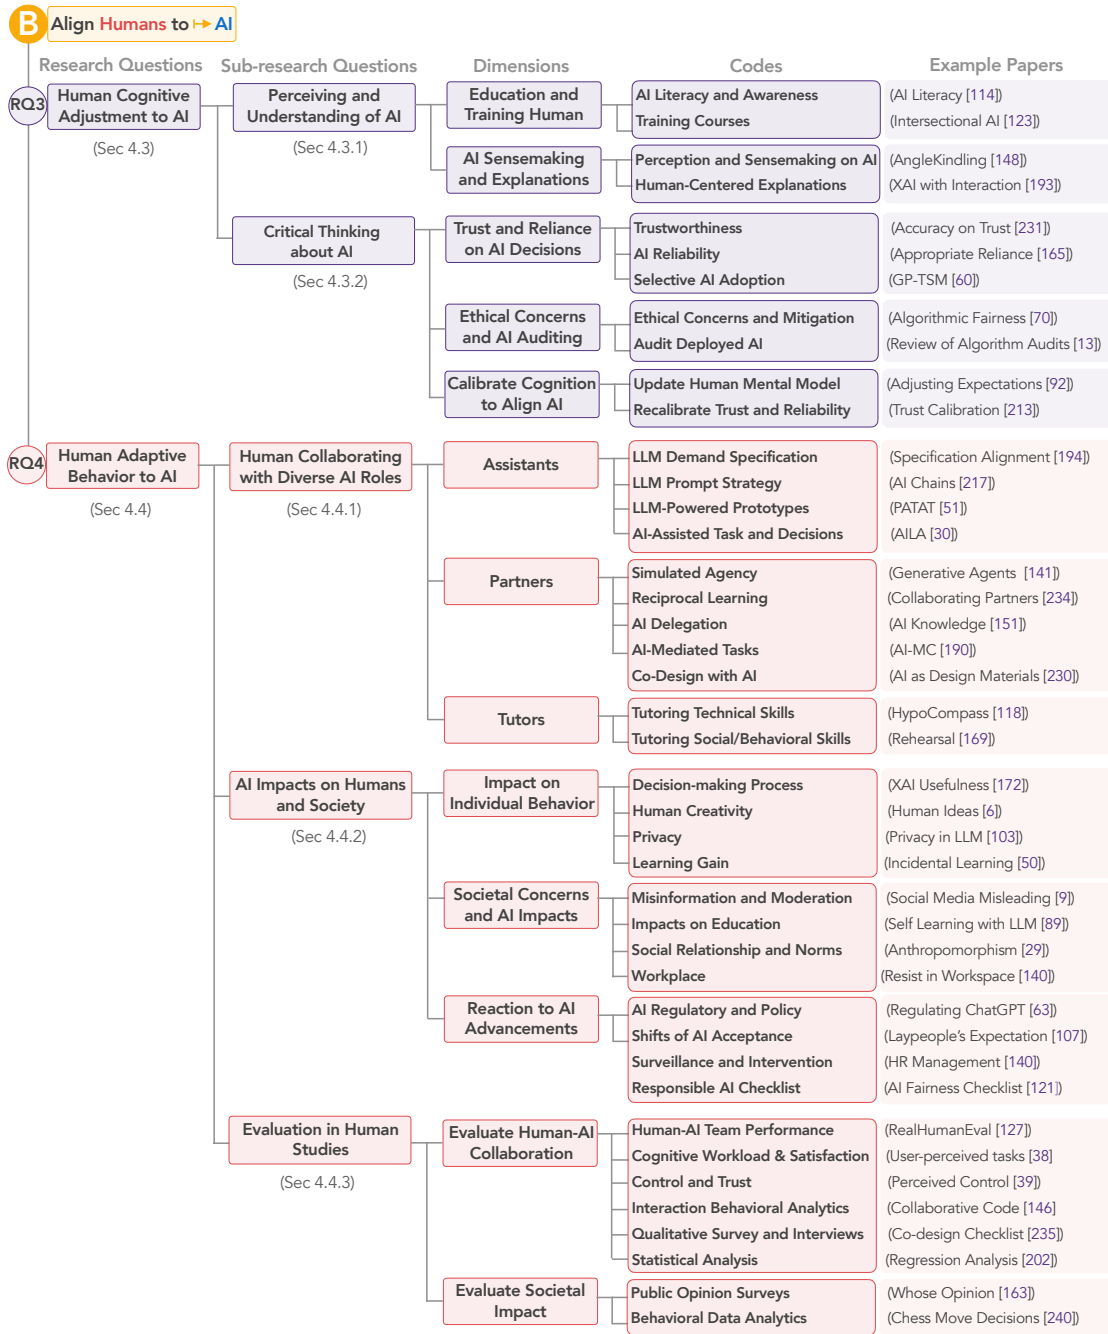 B Align Humans to ↦ AI
Research Questions
Sub-research Questions
Dimensions
Codes
Example Papers
RQ3
Human Cognitive
Adjustment to AI
(Sec 4.3)
Perceiving and
Understanding of AI
(Sec 4.3.1)
Education and
Training Human
AI Literacy and Awareness
(AI Literacy [114])
Training Courses
(Intersectional AI [123])
AI Sensemaking
and Explanations
Perception and Sensemaking on AI
(AngleKindling [148])
Human-Centered Explanations
(XAI with Interaction [193])
Critical Thinking
about AI
(Sec 4.3.2)
Trust and Reliance
on AI Decisions
Trustworthiness
(Accuracy on Trust [231])
AI Reliability
(Appropriate Reliance [165])
Selective AI Adoption
(GP-TSM [60])
Ethical Concerns
and AI Auditing
Ethical Concerns and Mitigation
(Algorithmic Fairness [70])
Audit Deployed AI
(Review of Algorithm Audits [13])
Calibrate Cognition
to Align AI
Update Human Mental Model
(Adjusting Expectations [92])
Recalibrate Trust and Reliability
(Trust Calibration [213])
RQ4
Human Adaptive
Behavior to AI
(Sec 4.4)
Human Collaborating
with Diverse AI Roles
(Sec 4.4.1)
Assistants
LLM Demand Specification
(Specification Alignment [194])
LLM Prompt Strategy
(AI Chains [217])
LLM-Powered Prototypes
(PATAT [51])
AI-Assisted Task and Decisions
(AILA [30])
Partners
Simulated Agency
(Generative Agents [141])
Reciprocal Learning
(Collaborating Partners [234])
AI Delegation
(AI Knowledge [151])
AI-Mediated Tasks
(AI-MC [190])
Co-Design with AI
(AI as Design Materials [230])
Tutors
Tutoring Technical Skills
(HypoCompass [118])
Tutoring Social/Behavioral Skills
(Rehearsal [169])
AI Impacts on Humans
and Society
(Sec 4.4.2)
Impact on
Individual Behavior
Decision-making Process
(XAI Usefulness [172])
Human Creativity
(Human Ideas [6])
Privacy
(Privacy in LLM [103])
Learning Gain
(Incidental Learning [50])
Societal Concerns
and AI Impacts
Misinformation and Moderation
(Social Media Misleading [9])
Impacts on Education
(Self Learning with LLM [89])
Social Relationship and Norms
(Anthropomorphism [29])
Workplace
(Resist in Workspace [140])
Reaction to AI
Advancements
AI Regulatory and Policy
(Regulating ChatGPT [63])
Shifts of AI Acceptance
(Laypeople's Expectation [107])
Surveillance and Intervention
(HR Management [140])
Responsible AI Checklist
(AI Fairness Checklist [121])
Evaluation in Human
Studies
(Sec 4.4.3)
Evaluate Human-AI
Collaboration
Human-AI Team Performance
(RealHumanEval [127])
Cognitive Workload & Satisfaction
(User-perceived tasks [38]
Control and Trust
(Perceived Control [39])
Interaction Behavioral Analytics
(Collaborative Code [146]
Qualitative Survey and Interviews
(Co-design Checklist [235])
Statistical Analysis
(Regression Analysis [202])
Evaluate Societal
Impact
Public Opinion Surveys
(Whose Opinion [163])
Behavioral Data Analytics
(Chess Move Decisions [240])